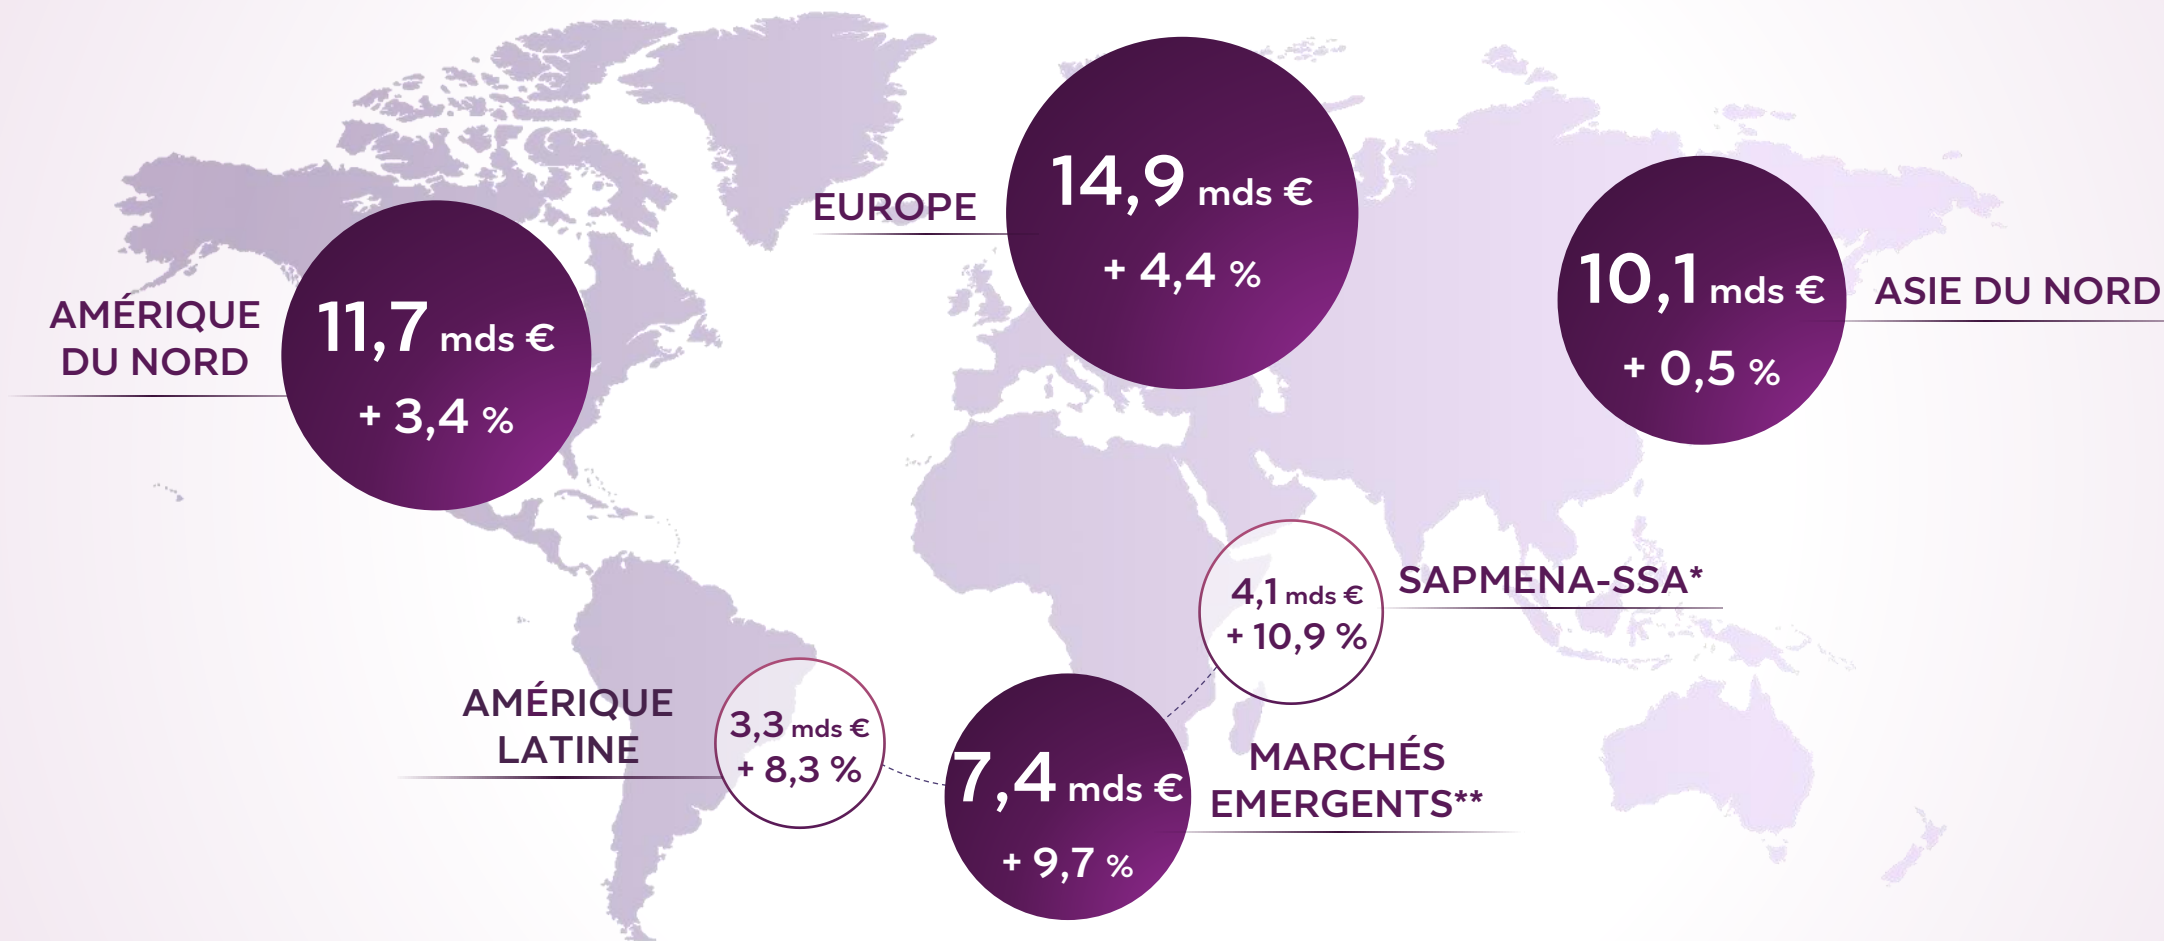 EUROPE
14,9 mds €
+ 4,4 %
AMÉRIQUE
DU NORD
11,7 mds €
+ 3,4 %
10,1 mds €
+ 0,5 %
ASIE DU NORD
4,1 mds €
+ 10,9 %
SAPMENA-SSA*
AMÉRIQUE
LATINE
3,3 mds €
+ 8,3 %
7,4 mds €
+ 9,7 %
MARCHÉS
EMERGENTS**